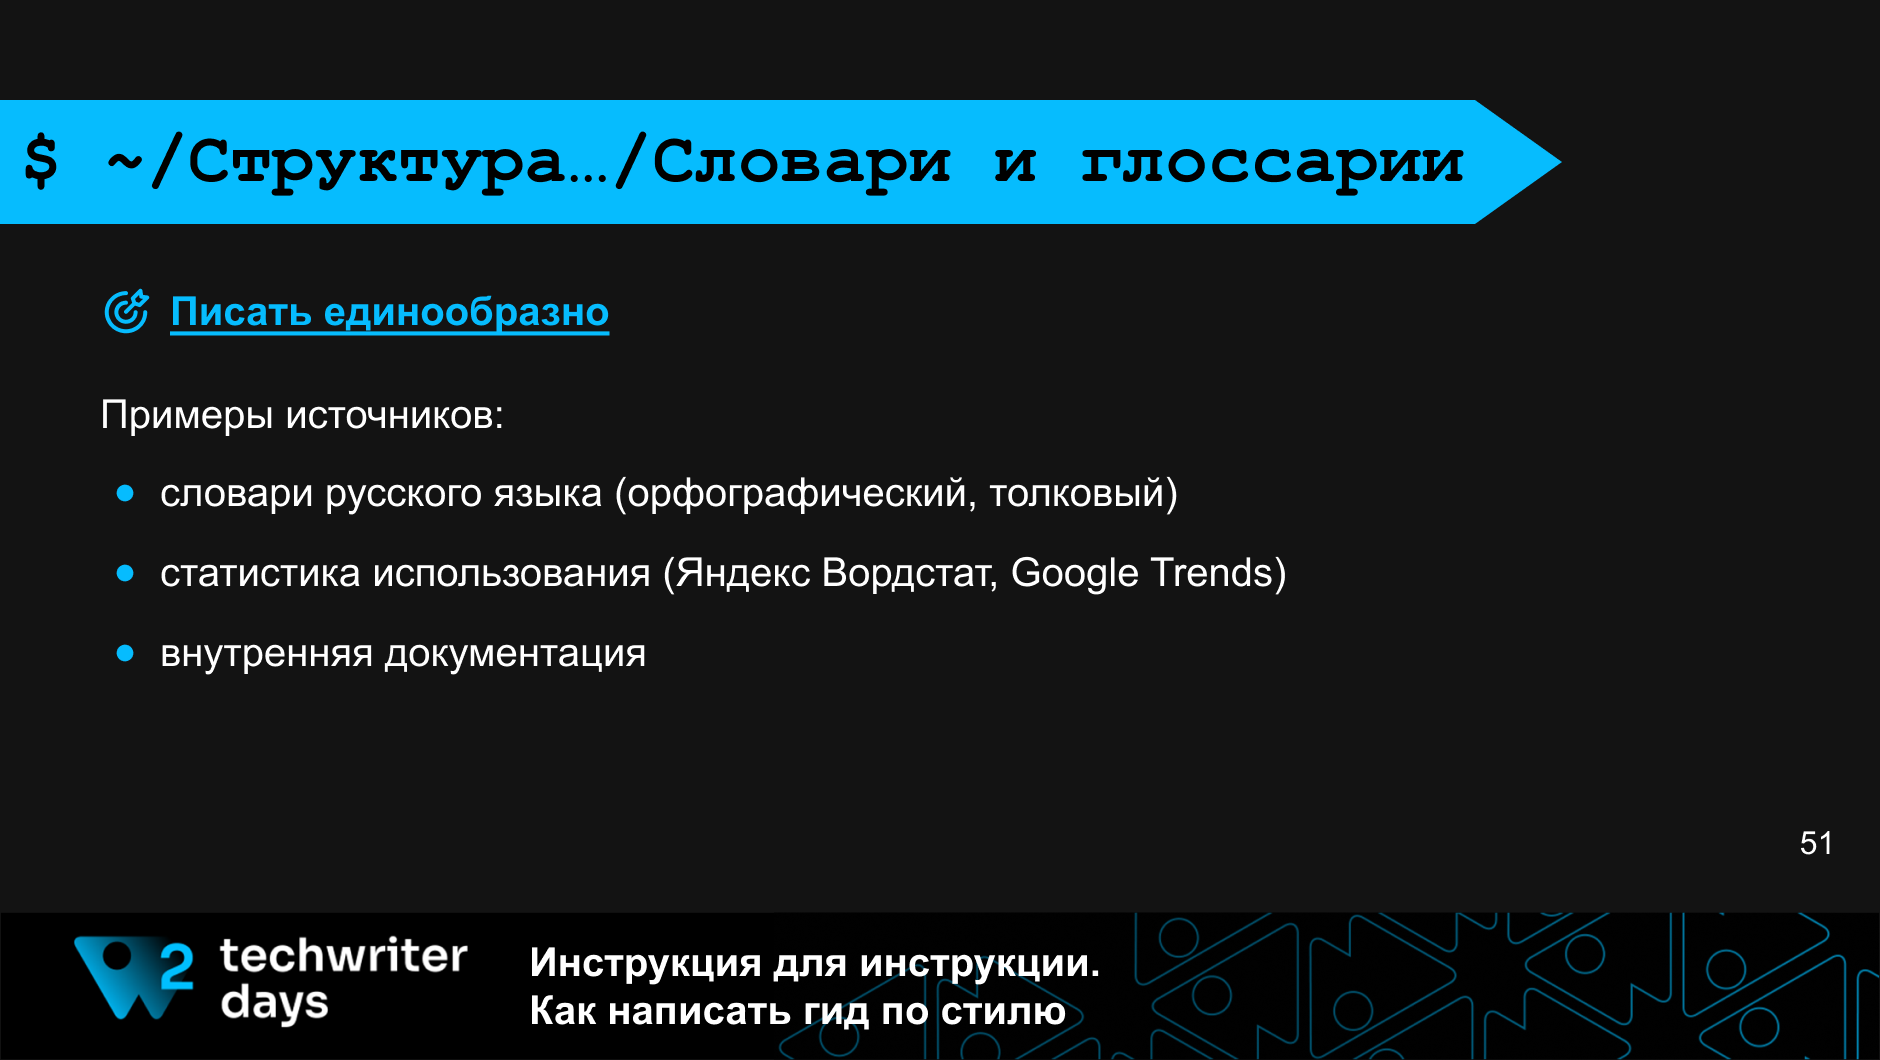 $ ~/Структура…/Словари и глоссарии
Писать единообразно
Примеры источников:
● словари русского языка (орфографический, толковый)
● статистика использования (Яндекс Вордстат, Google Trends)
● внутренняя документация
51
2 techwriter
days
Инструкция для инструкции.
Как написать гид по стилю